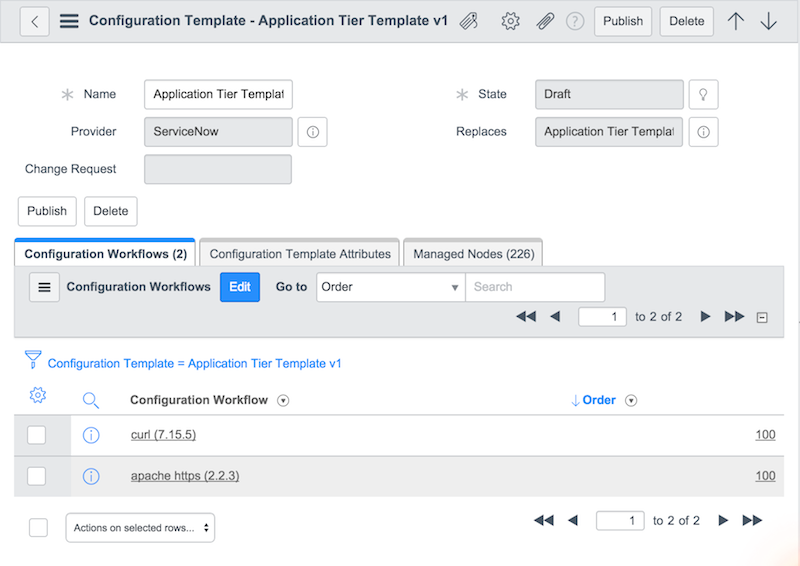 Configuration Template - Application Tier Template v1 ? Publish Delete
Name Application Tier Templat State Draft
Provider ServiceNow Replaces Application Tier Templat
Change Request
Publish Delete
Configuration Workflows (2) Configuration Template Attributes Managed Nodes (226)
Configuration Workflows Edit Go to Order Search
1 to 2 of 2
Configuration Template = Application Tier Template v1
Configuration Workflow Order
curl (7.15.5) 100
apache https (2.2.3) 100
Actions on selected rows... 1 to 2 of 2